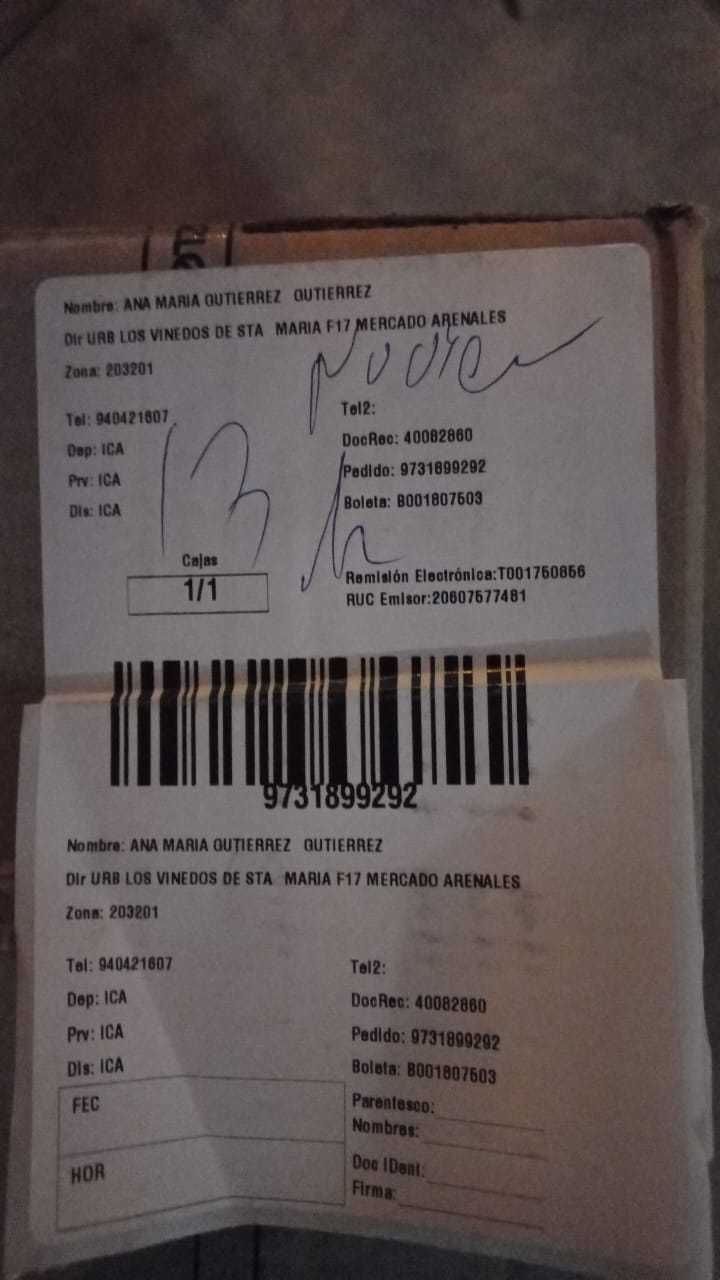 Nombre: ANA MARIA GUTIERREZ GUTIERREZ
Dir URB LOS VINEDOS DE STA MARIA F17 MERCADO ARENALES
Zona: 203201
Tel: 940421607 Tel2:
Dep: ICA DocRec: 40082860
Prv: ICA Pedido: 9731899292
Dis: ICA Boleta: B001807503
Cajas
1/1
Remisión Electrónica:T001750856
RUC Emisor:20607577481
9731899292
Nombre: ANA MARIA GUTIERREZ GUTIERREZ
Dir URB LOS VINEDOS DE STA MARIA F17 MERCADO ARENALES
Zona: 203201
Tel: 940421607 Tel2:
Dep: ICA DocRec: 40082860
Prv: ICA Pedido: 9731899292
Dis: ICA Boleta: B001807503
FEC Parentesco:
Nombres:
HOR Doc IDent:
Firma: